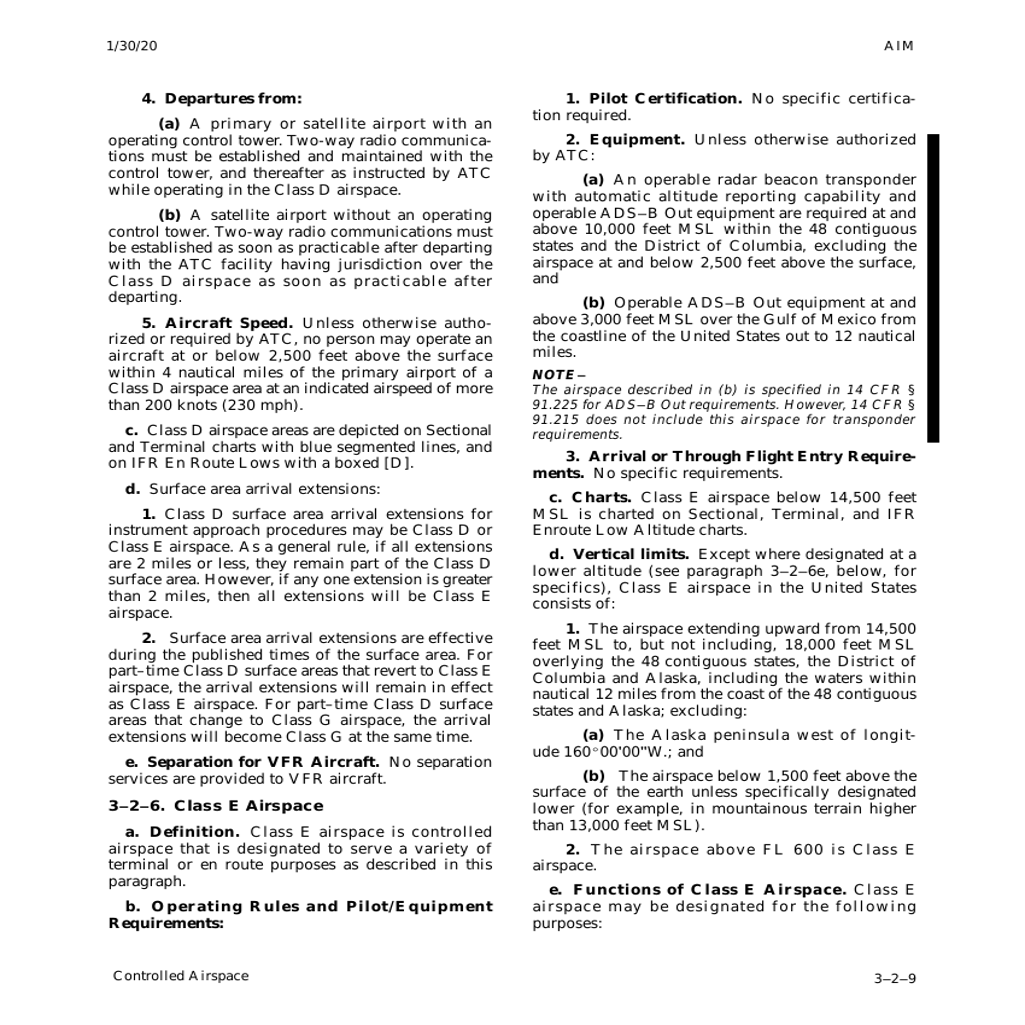 1/30/20
AIM
4. Departures from:
(a) A primary or satellite airport with an
operating control tower. Two-way radio communica-
tions must be established and maintained with the
control tower, and thereafter as instructed by ATC
while operating in the Class D airspace.
(b) A satellite airport without an operating
control tower. Two-way radio communications must
be established as soon as practicable after departing
with the ATC facility having jurisdiction over the
Class D airspace as soon as practicable after
departing.
5. Aircraft Speed. Unless otherwise autho-
rized or required by ATC, no person may operate an
aircraft at or below 2,500 feet above the surface
within 4 nautical miles of the primary airport of a
Class D airspace area at an indicated airspeed of more
than 200 knots (230 mph).
c. Class D airspace areas are depicted on Sectional
and Terminal charts with blue segmented lines, and
on IFR En Route Lows with a boxed [D].
d. Surface area arrival extensions:
1. Class D surface area arrival extensions for
instrument approach procedures may be Class D or
Class E airspace. As a general rule, if all extensions
are 2 miles or less, they remain part of the Class D
surface area. However, if any one extension is greater
than 2 miles, then all extensions will be Class E
airspace.
2. Surface area arrival extensions are effective
during the published times of the surface area. For
part–time Class D surface areas that revert to Class E
airspace, the arrival extensions will remain in effect
as Class E airspace. For part–time Class D surface
areas that change to Class G airspace, the arrival
extensions will become Class G at the same time.
e. Separation for VFR Aircraft. No separation
services are provided to VFR aircraft.
3–2–6. Class E Airspace
a. Definition. Class E airspace is controlled
airspace that is designated to serve a variety of
terminal or en route purposes as described in this
paragraph.
b. Operating Rules and Pilot/Equipment
Requirements:
1. Pilot Certification. No specific certifica-
tion required.
2. Equipment. Unless otherwise authorized
by ATC:
(a) An operable radar beacon transponder
with automatic altitude reporting capability and
operable ADS–B Out equipment are required at and
above 10,000 feet MSL within the 48 contiguous
states and the District of Columbia, excluding the
airspace at and below 2,500 feet above the surface,
and
(b) Operable ADS–B Out equipment at and
above 3,000 feet MSL over the Gulf of Mexico from
the coastline of the United States out to 12 nautical
miles.
NOTE–
The airspace described in (b) is specified in 14 CFR §
91.225 for ADS–B Out requirements. However, 14 CFR §
91.215 does not include this airspace for transponder
requirements.
3. Arrival or Through Flight Entry Require-
ments. No specific requirements.
c. Charts. Class E airspace below 14,500 feet
MSL is charted on Sectional, Terminal, and IFR
Enroute Low Altitude charts.
d. Vertical limits. Except where designated at a
lower altitude (see paragraph 3–2–6e, below, for
specifics), Class E airspace in the United States
consists of:
1. The airspace extending upward from 14,500
feet MSL to, but not including, 18,000 feet MSL
overlying the 48 contiguous states, the District of
Columbia and Alaska, including the waters within
nautical 12 miles from the coast of the 48 contiguous
states and Alaska; excluding:
(a) The Alaska peninsula west of longit-
ude 160°00'00"W.; and
(b) The airspace below 1,500 feet above the
surface of the earth unless specifically designated
lower (for example, in mountainous terrain higher
than 13,000 feet MSL).
2. The airspace above FL 600 is Class E
airspace.
e. Functions of Class E Airspace. Class E
airspace may be designated for the following
purposes:
Controlled Airspace
3–2–9